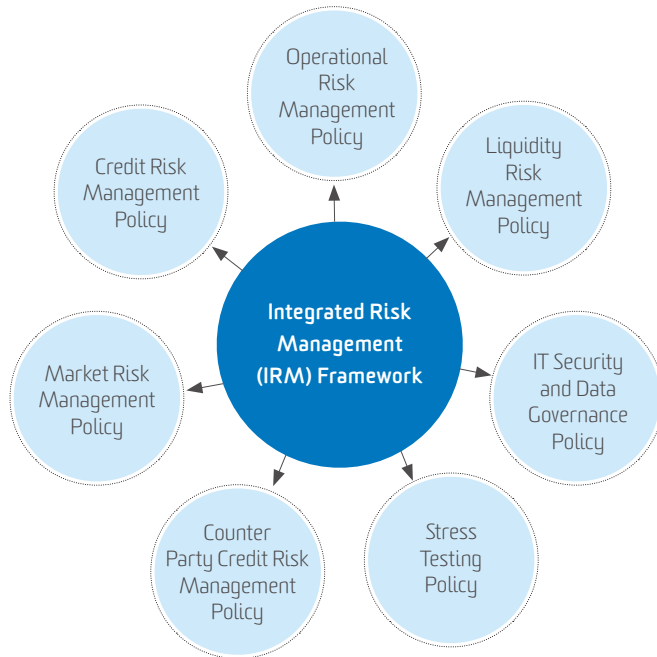 Operational
Risk
Management
Policy
Liquidity
Risk
Management
Policy
IT Security
and Data
Governance
Policy
Stress
Testing
Policy
Counter
Party Credit Risk
Management
Policy
Market Risk
Management
Policy
Credit Risk
Management
Policy
Integrated Risk
Management
(IRM) Framework